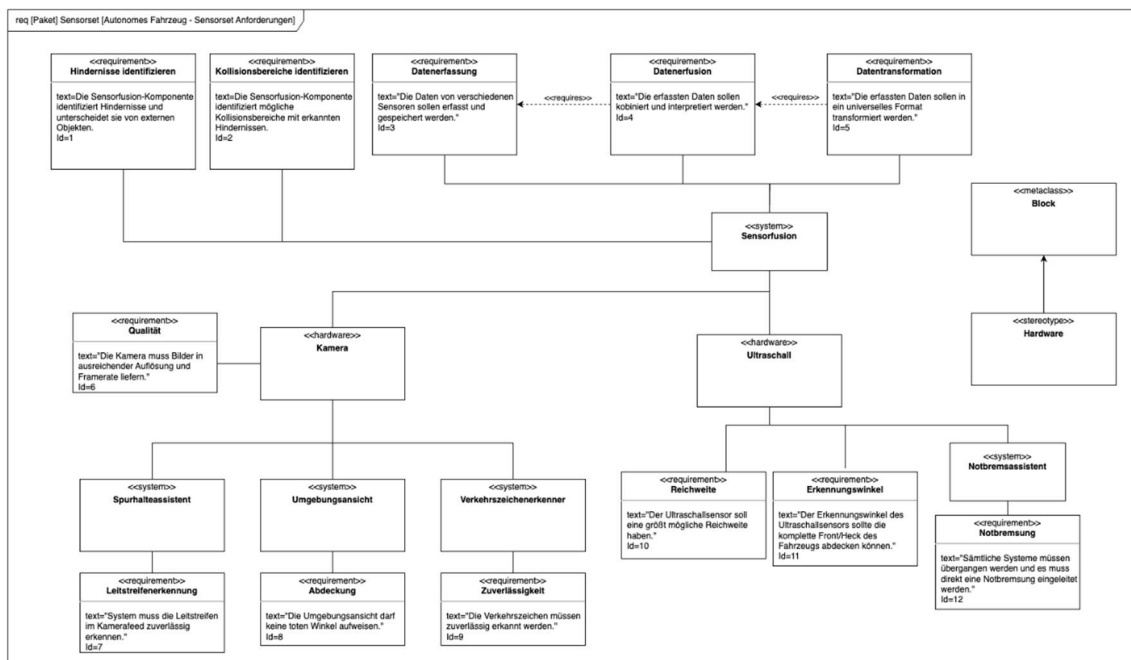 req [Paket] Sensorset [Autonomes Fahrzeug - Sensorset Anforderungen]
<<requirement>>
Hindernisse identifizieren
text=Die Sensorfusion-Komponente
identifiziert Hindernisse und
unterscheidet sie von externen
Objekten.
Id=1
<<requirement>>
Kollisionsbereiche identifizieren
text=Die Sensorfusion-Komponente
identifiziert mögliche
Kollisionsbereiche mit erkannten
Hindernissen.
Id=2
<<requirement>>
Datenerfassung
text="Die Daten von verschiedenen
Sensoren sollen erfasst und
gespeichert werden."
Id=3
<<requires>>
<<requirement>>
Datenerfusion
text="Die erfassten Daten sollen
kobiniert und interpretiert werden."
Id=4
<<requires>>
<<requirement>>
Datentransformation
text="Die erfassten Daten sollen in
ein universelles Format
transformiert werden."
Id=5
<<system>>
Sensorfusion
<<metaclass>>
Block
<<stereotype>>
Hardware
<<requirement>>
Qualität
text="Die Kamera muss Bilder in
ausreichender Auflösung und
Framerate liefern."
Id=6
<<hardware>>
Kamera
<<hardware>>
Ultraschall
<<system>>
Spurhalteassistent
<<system>>
Umgebungsansicht
<<system>>
Verkehrszeichenerkenner
<<requirement>>
Reichweite
text="Der Ultraschallsensor soll
eine größt mögliche Reichweite
haben."
Id=10
<<requirement>>
Erkennungswinkel
text="Der Erkennungswinkel des
Ultraschallsensors sollte die
komplette Front/Heck des
Fahrzeugs abdecken können."
Id=11
<<system>>
Notbremsassistent
<<requirement>>
Notbremsung
text="Sämtliche Systeme müssen
übergangen werden und es muss
direkt eine Notbremsung eingeleitet
werden."
Id=12
<<requirement>>
Leitstreifenerkennung
text="System muss die Leitstreifen
im Kamerafeed zuverlässig
erkennen."
Id=7
<<requirement>>
Abdeckung
text="Die Umgebungsansicht darf
keine toten Winkel aufweisen."
Id=8
<<requirement>>
Zuverlässigkeit
text="Die Verkehrszeichen müssen
zuverlässig erkannt werden."
Id=9